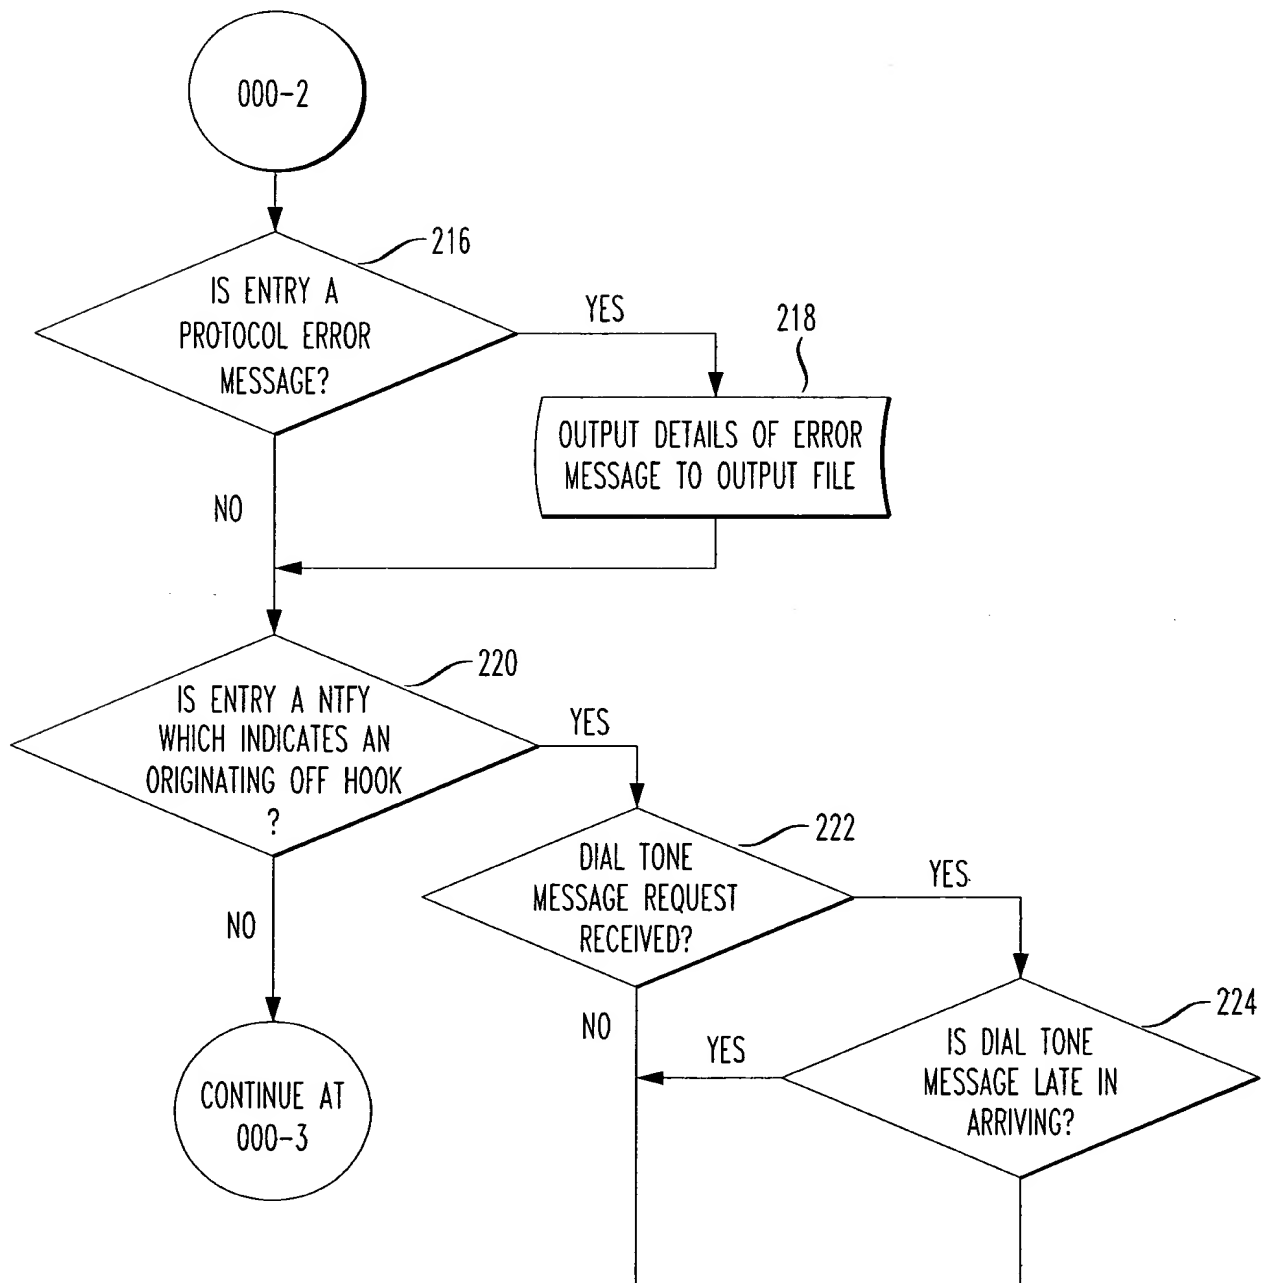 000-2
216
IS ENTRY A
PROTOCOL ERROR
MESSAGE?
YES
218
OUTPUT DETAILS OF ERROR
MESSAGE TO OUTPUT FILE
NO
220
IS ENTRY A NTFY
WHICH INDICATES AN
ORIGINATING OFF HOOK
?
YES
222
DIAL TONE
MESSAGE REQUEST
RECEIVED?
YES
NO
CONTINUE AT
000-3
NO
224
IS DIAL TONE
MESSAGE LATE IN
ARRIVING?
YES